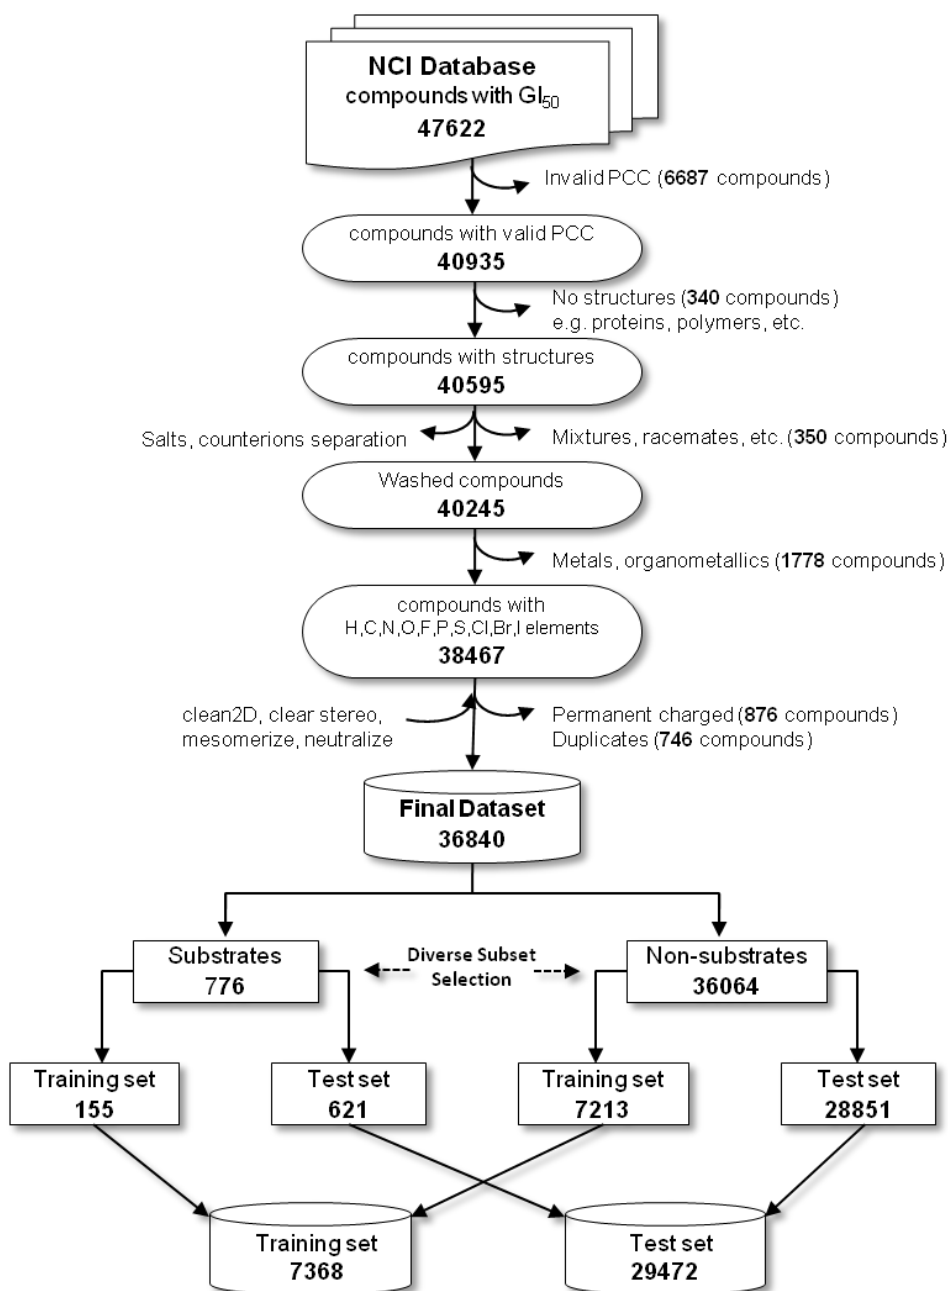 NCI Database
compounds with GI50
47622
Invalid PCC (6687 compounds)
compounds with valid PCC
40935
No structures (340 compounds)
e.g. proteins, polymers, etc.
compounds with structures
40595
Salts, counterions separation
Mixtures, racemates, etc. (350 compounds)
Washed compounds
40245
Metals, organometallics (1778 compounds)
compounds with
H,C,N,O,F,P,S,Cl,Br,I elements
38467
clean2D, clear stereo,
mesomerize, neutralize
Permanent charged (876 compounds)
Duplicates (746 compounds)
Final Dataset
36840
Substrates
776
Diverse Subset
Selection
Non-substrates
36064
Training set
155
Test set
621
Training set
7213
Test set
28851
Training set
7368
Test set
29472